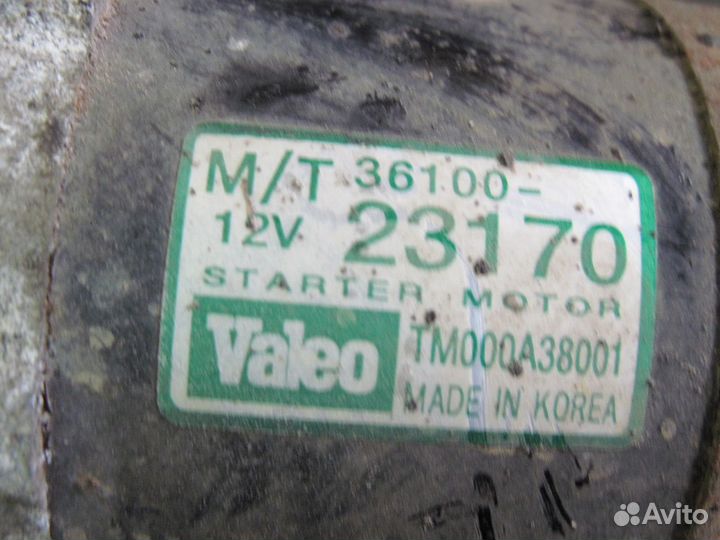 M/T 36100-
12V 23170
STARTER MOTOR
Valeo TM000A38001
MADE IN KOREA
Avito